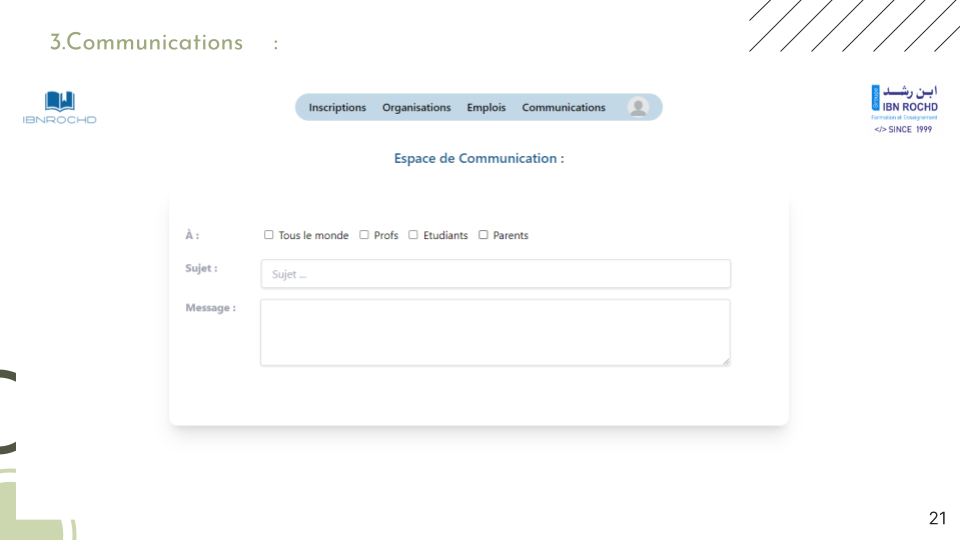 3.Communications :
IBNROCHD
Inscriptions Organisations Emplois Communications
Groupe
ابن رشد
IBN ROCHD
Formation et Enseignement
</> SINCE 1999
Espace de Communication :
À :
Tous le monde Profs Etudiants Parents
Sujet :
Sujet ...
Message :
21